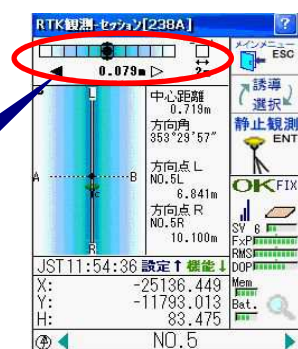 RTK観測-セッション[238A]
?
メインメニュー
ESC
2m
◀ 0.079m ▷
中心距離
0.719m
誘導
選択
方向角
353°29'57"
静止観測
ENT
方向点 L
NO.5L
6.841m
A
B
C
方向点 R
NO.5R
10.100m
R
OK FIX
SV 6
FxP
RMS
DOP
JST11:54:36 設定↑機能↓
X: -25136.449
Y: -11793.013
H: 83.475
Mem
Bat.
NO.5